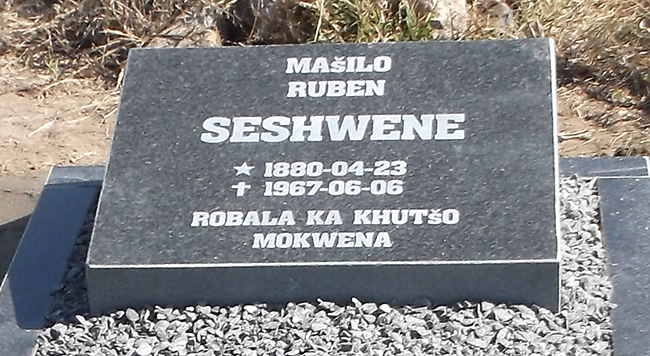 MAšILO
RUBEN
SESHWENE
★ 1880-04-23
✝ 1967-06-06
ROBALA KA KHUTšO
MOKWENA